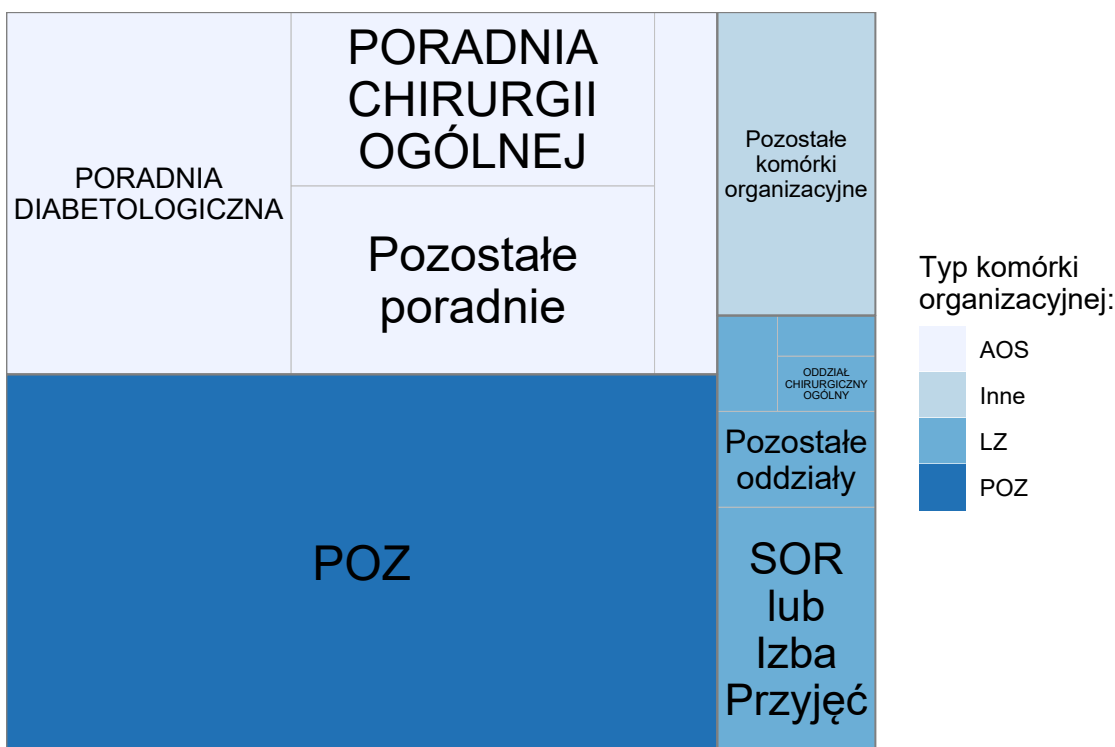 PORADNIA
DIABETOLOGICZNA
PORADNIA
CHIRURGII
OGÓLNEJ
Pozostałe
poradnie
Pozostałe
komórki
organizacyjne
ODDZIAŁ
CHIRURGICZNY
OGÓLNY
Pozostałe
oddziały
POZ
SOR
lub
Izba
Przyjęć
Typ komórki
organizacyjnej:
AOS
Inne
LZ
POZ